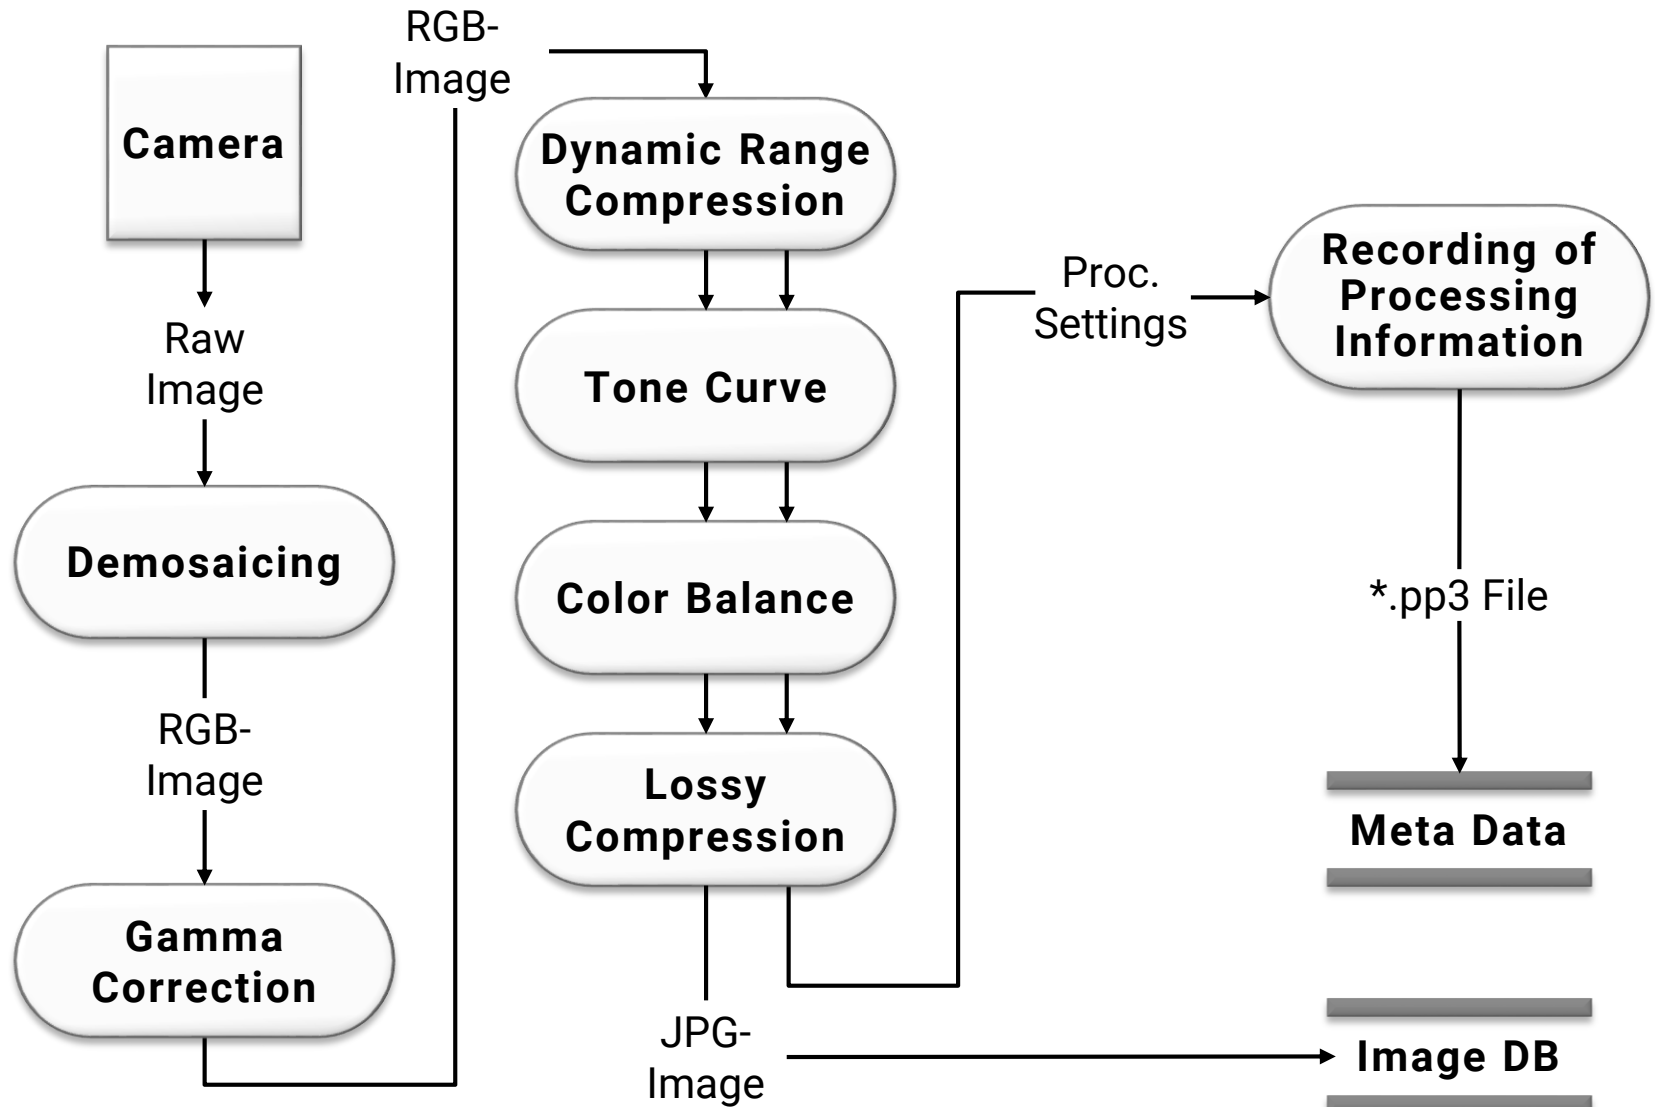 Camera
Raw
Image
Demosaicing
RGB-
Image
Gamma
Correction
RGB-
Image
Dynamic Range
Compression
Tone Curve
Color Balance
Lossy
Compression
JPG-
Image
Proc.
Settings
Recording of
Processing
Information
*.pp3 File
Meta Data
Image DB